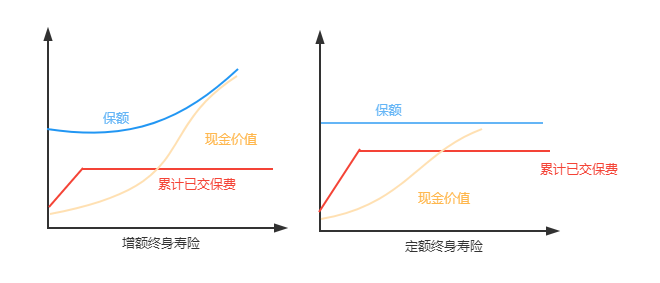 保额
现金价值
累计已交保费
增额终身寿险
保额
累计已交保费
现金价值
定额终身寿险